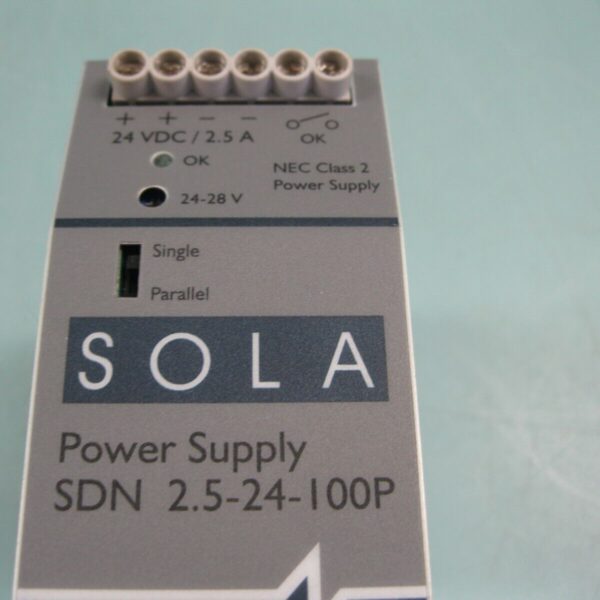 + + − −
24 VDC / 2.5 A
OK
OK
NEC Class 2
Power Supply
24-28 V
Single
Parallel
SOLA
Power Supply
SDN 2.5-24-100P